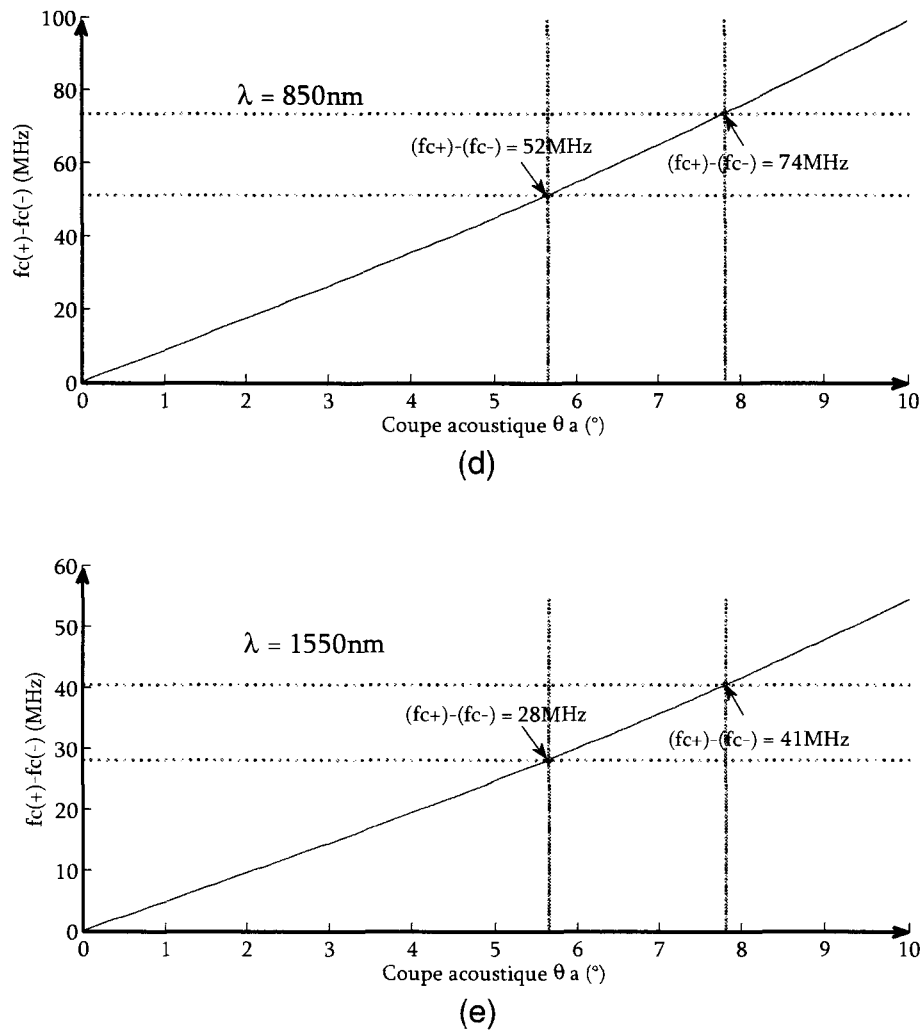 100
80
60
40
20
0
fc(+)-fc(-) (MHz)
λ = 850nm
(fc+)-(fc-) = 52MHz
(fc+)-(fc-) = 74MHz
0 1 2 3 4 5 6 7 8 9 10
Coupe acoustique θ a (°)
(d)
60
50
40
30
20
10
0
fc(+)-fc(-) (MHz)
λ = 1550nm
(fc+)-(fc-) = 28MHz
(fc+)-(fc-) = 41MHz
0 1 2 3 4 5 6 7 8 9 10
Coupe acoustique θ a (°)
(e)